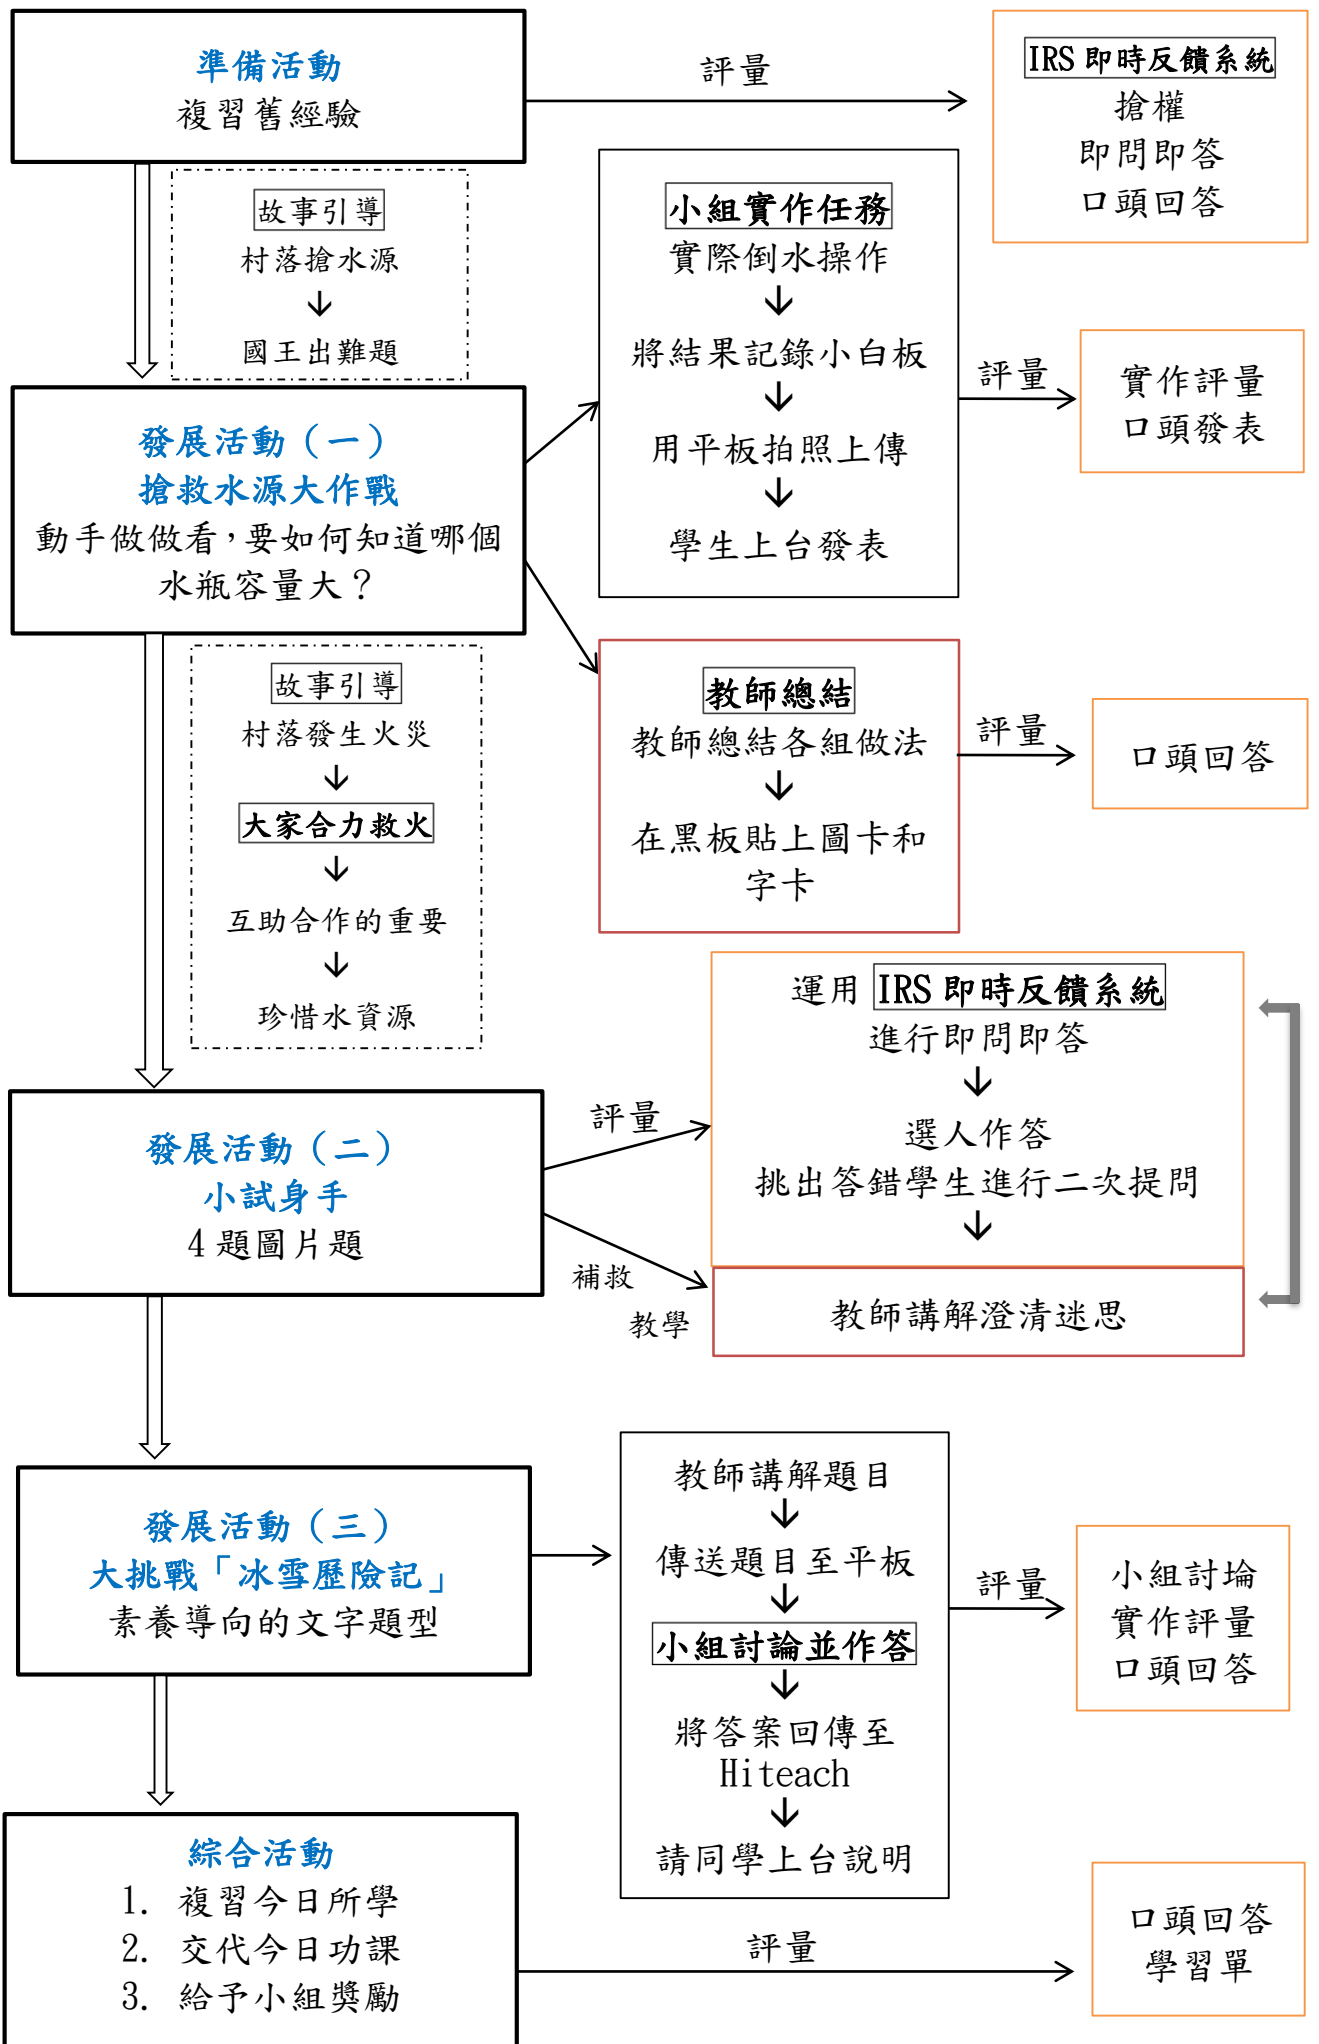 準備活動
複習舊經驗
評量
IRS 即時反饋系統
搶權
即問即答
口頭回答
故事引導
村落搶水源
↓
國王出難題
發展活動（一）
搶救水源大作戰
動手做做看，要如何知道哪個
水瓶容量大？
小組實作任務
實際倒水操作
↓
將結果記錄小白板
↓
用平板拍照上傳
↓
學生上台發表
評量
實作評量
口頭發表
教師總結
教師總結各組做法
↓
在黑板貼上圖卡和
字卡
評量
口頭回答
故事引導
村落發生火災
↓
大家合力救火
↓
互助合作的重要
↓
珍惜水資源
發展活動（二）
小試身手
4 題圖片題
評量
運用 IRS 即時反饋系統
進行即問即答
↓
選人作答
挑出答錯學生進行二次提問
↓
補救
教學
教師講解澄清迷思
發展活動（三）
大挑戰「冰雪歷險記」
素養導向的文字題型
教師講解題目
↓
傳送題目至平板
↓
小組討論並作答
↓
將答案回傳至
Hiteach
↓
請同學上台說明
評量
小組討論
實作評量
口頭回答
綜合活動
1. 複習今日所學
2. 交代今日功課
3. 給予小組獎勵
評量
口頭回答
學習單